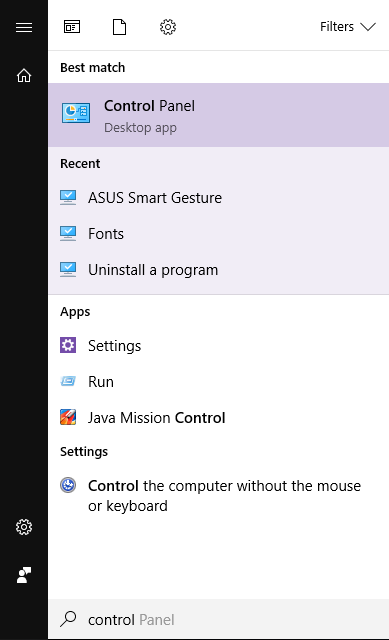 Filters
Best match
Control Panel
Desktop app
Recent
ASUS Smart Gesture
Fonts
Uninstall a program
Apps
Settings
Run
Java Mission Control
Settings
Control the computer without the mouse
or keyboard
control Panel